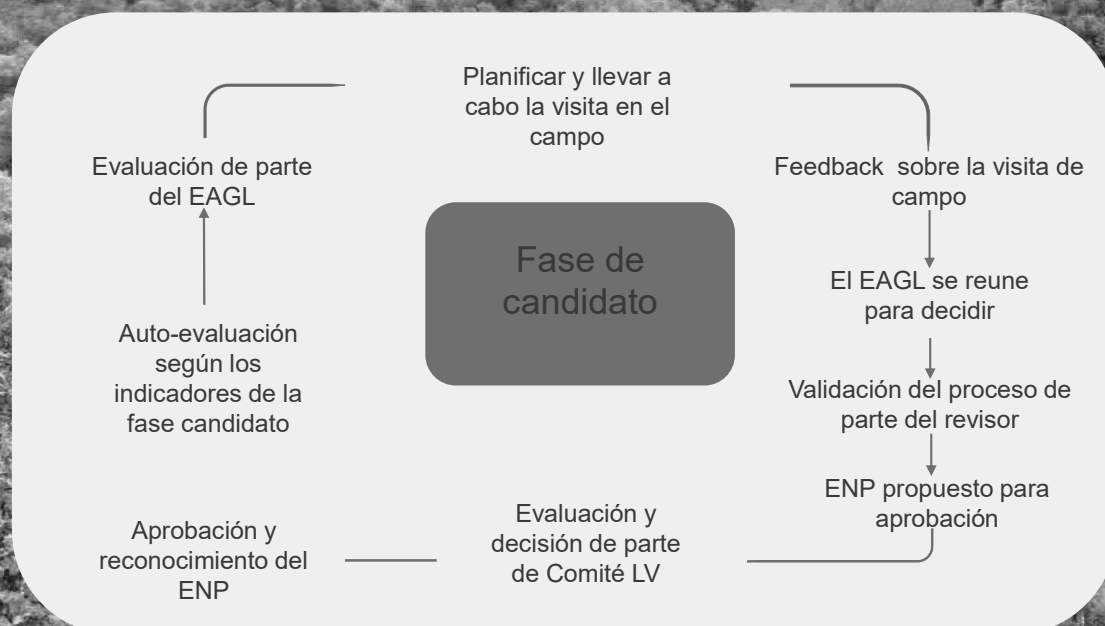 Planificar y llevar a
cabo la visita en el
campo
Evaluación de parte
del EAGL
Feedback  sobre la visita de
campo
Fase de
candidato
El EAGL se reune
para decidir
Auto-evaluación
según los
indicadores de la
fase candidato
Validación del proceso de
parte del revisor
ENP propuesto para
aprobación
Evaluación y
decisión de parte
de Comité LV
Aprobación y
reconocimiento del
ENP